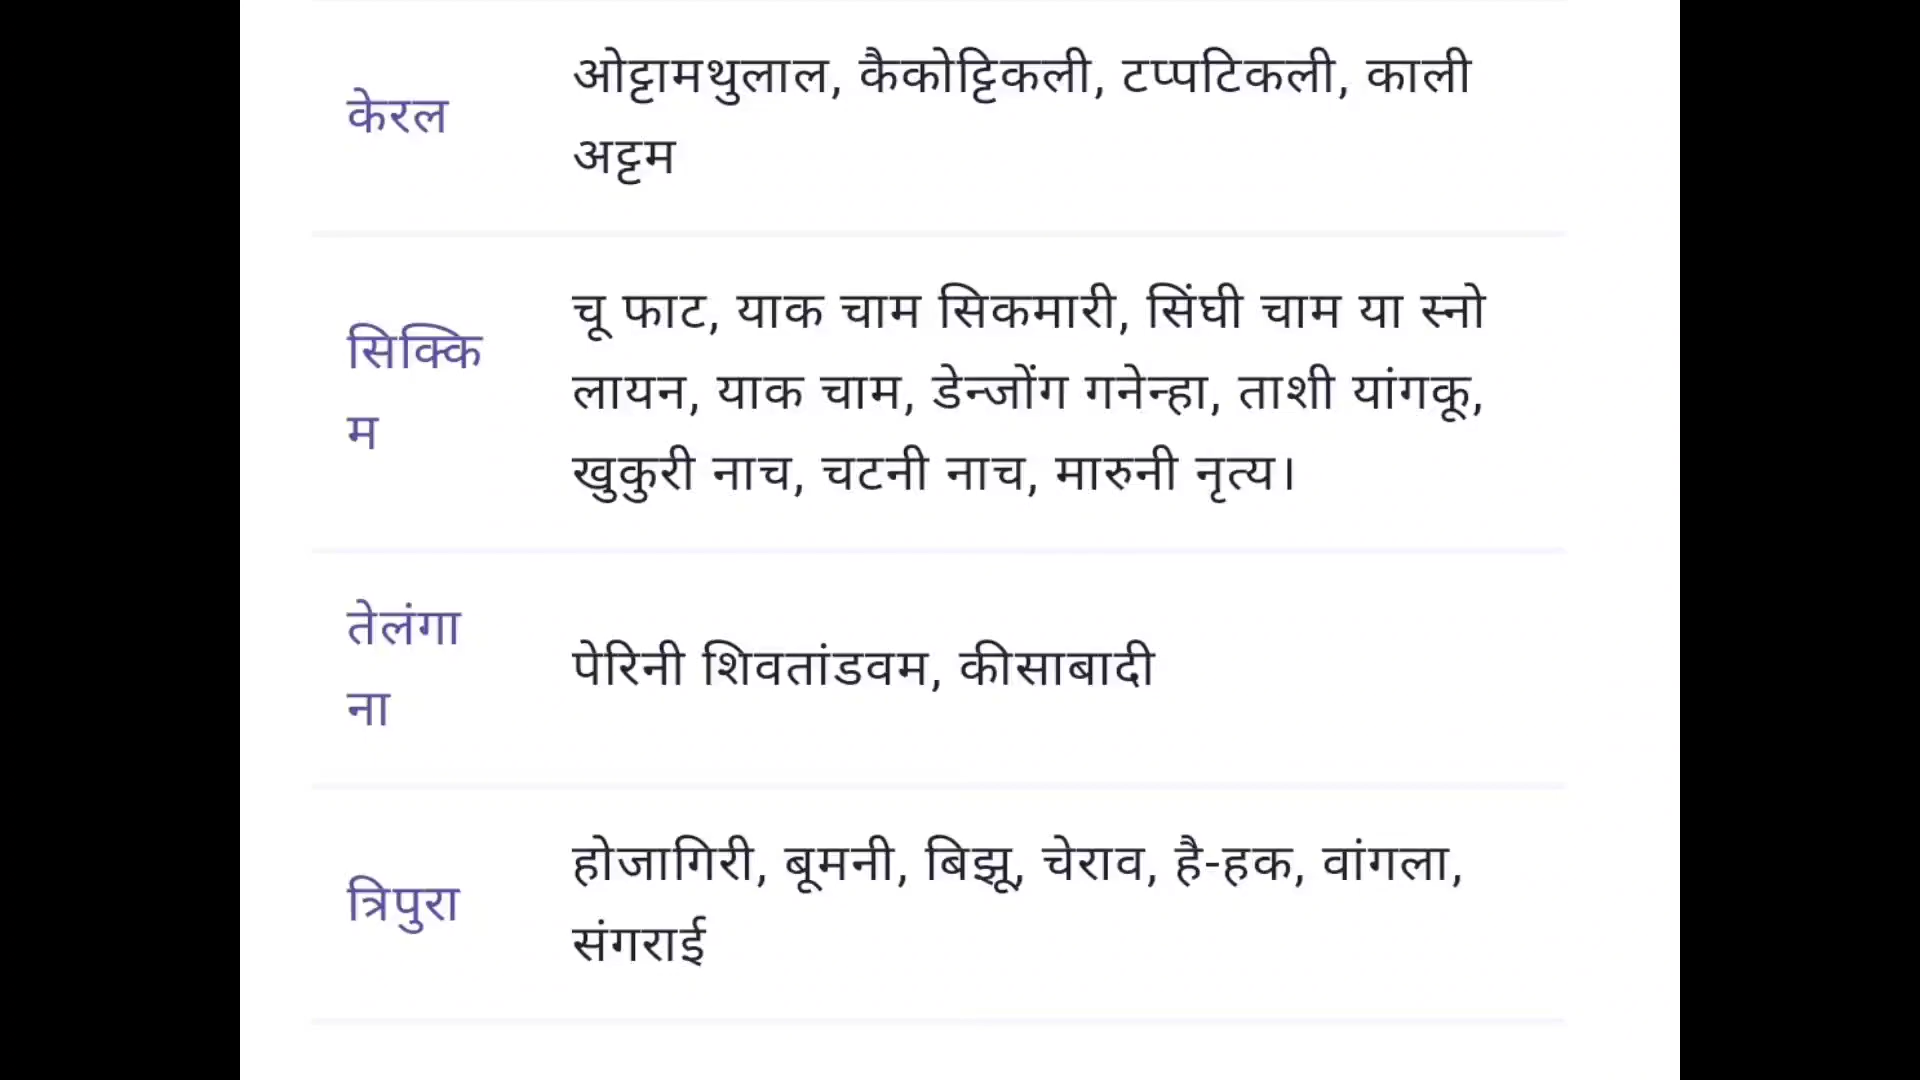 केरल
ओट्टामथुलाल, कैकोट्टिकली, टप्पटिकली, काली
अट्टम
सिक्कि
म
चू फाट, याक चाम सिकमारी, सिंघी चाम या स्नो
लायन, याक चाम, डेन्जोंग गनेन्हा, ताशी यांगकू,
खुकुरी नाच, चटनी नाच, मारुनी नृत्य।
तेलंगा
ना
पेरिनी शिवतांडवम, कीसाबादी
त्रिपुरा
होजागिरी, बूमनी, बिझू, चेराव, है-हक, वांगला,
संगराई